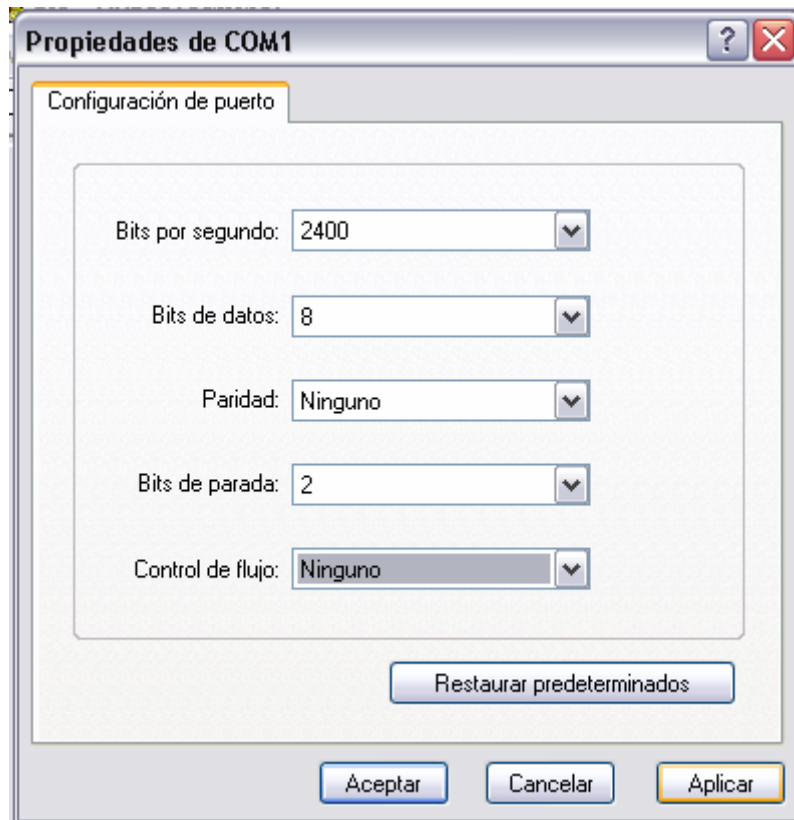 Propiedades de COM1
Configuración de puerto
Bits por segundo: 2400
Bits de datos: 8
Paridad: Ninguno
Bits de parada: 2
Control de flujo: Ninguno
Restaurar predeterminados
Aceptar Cancelar Aplicar